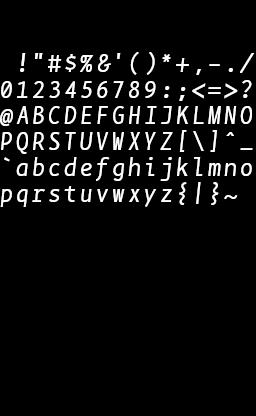 !"#$%&'()*+,-./
0123456789:;<=>?
@ABCDEFGHIJKLMNO
PQRSTUVWXYZ[\]^_
`abcdefghijklmno
pqrstuvwxyz{|}~